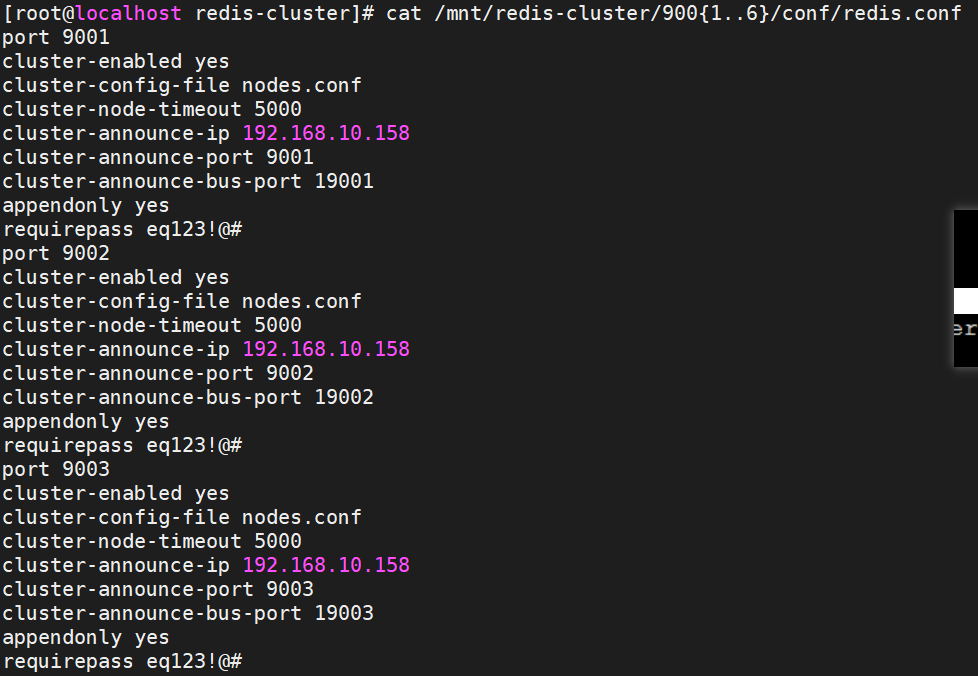 [root@localhost redis-cluster]# cat /mnt/redis-cluster/900{1..6}/conf/redis.conf
port 9001
cluster-enabled yes
cluster-config-file nodes.conf
cluster-node-timeout 5000
cluster-announce-ip 192.168.10.158
cluster-announce-port 9001
cluster-announce-bus-port 19001
appendonly yes
requirepass eq123!@#
port 9002
cluster-enabled yes
cluster-config-file nodes.conf
cluster-node-timeout 5000
cluster-announce-ip 192.168.10.158
cluster-announce-port 9002
cluster-announce-bus-port 19002
appendonly yes
requirepass eq123!@#
port 9003
cluster-enabled yes
cluster-config-file nodes.conf
cluster-node-timeout 5000
cluster-announce-ip 192.168.10.158
cluster-announce-port 9003
cluster-announce-bus-port 19003
appendonly yes
requirepass eq123!@#